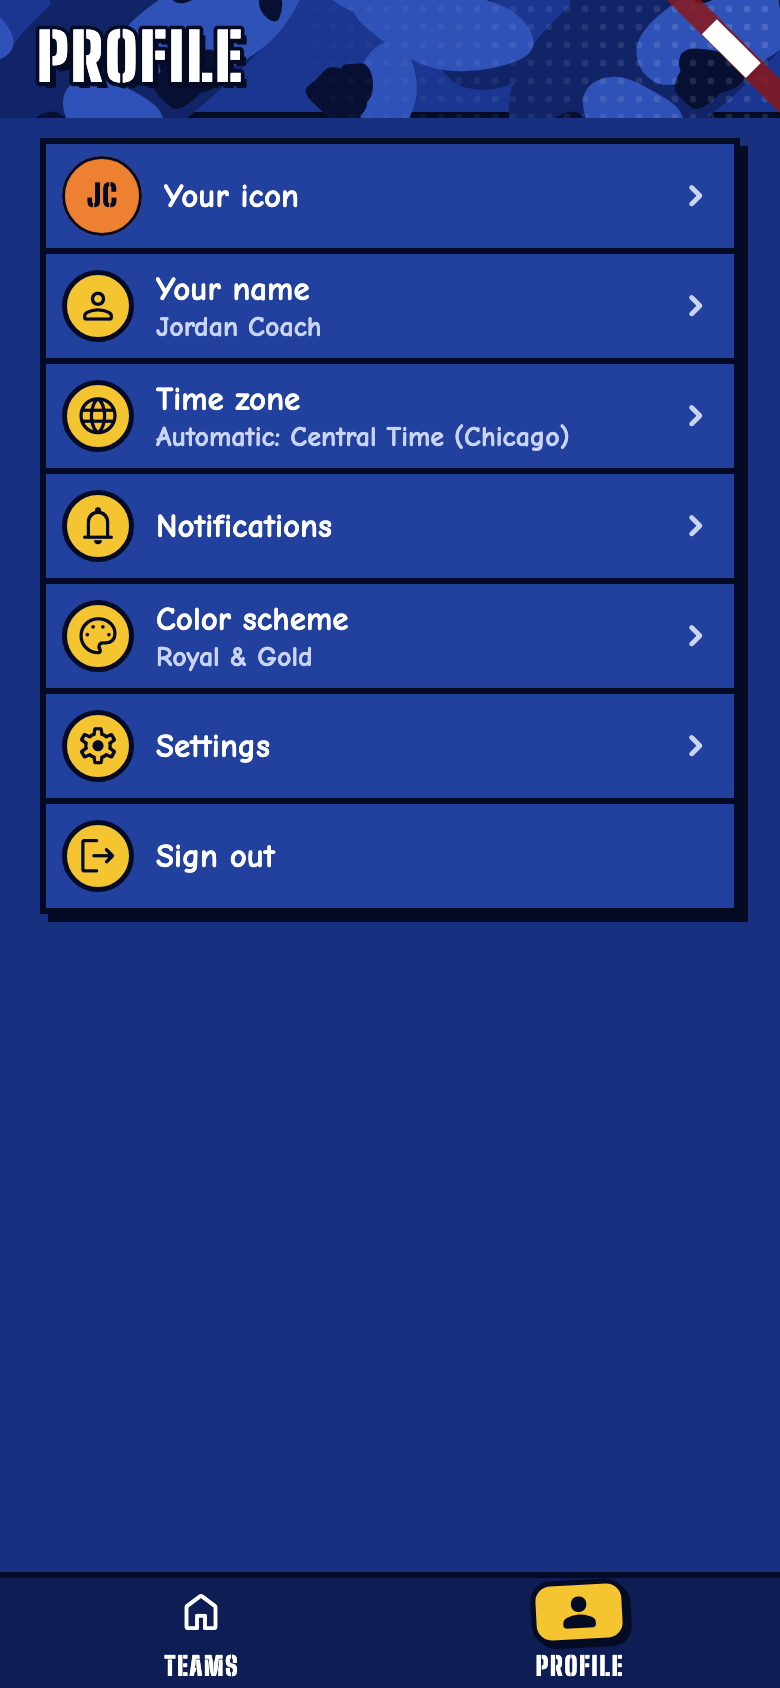 PROFILE
JC
Your icon
Your name
Jordan Coach
Time zone
Automatic: Central Time (Chicago)
Notifications
Color scheme
Royal & Gold
Settings
Sign out
TEAMS
PROFILE